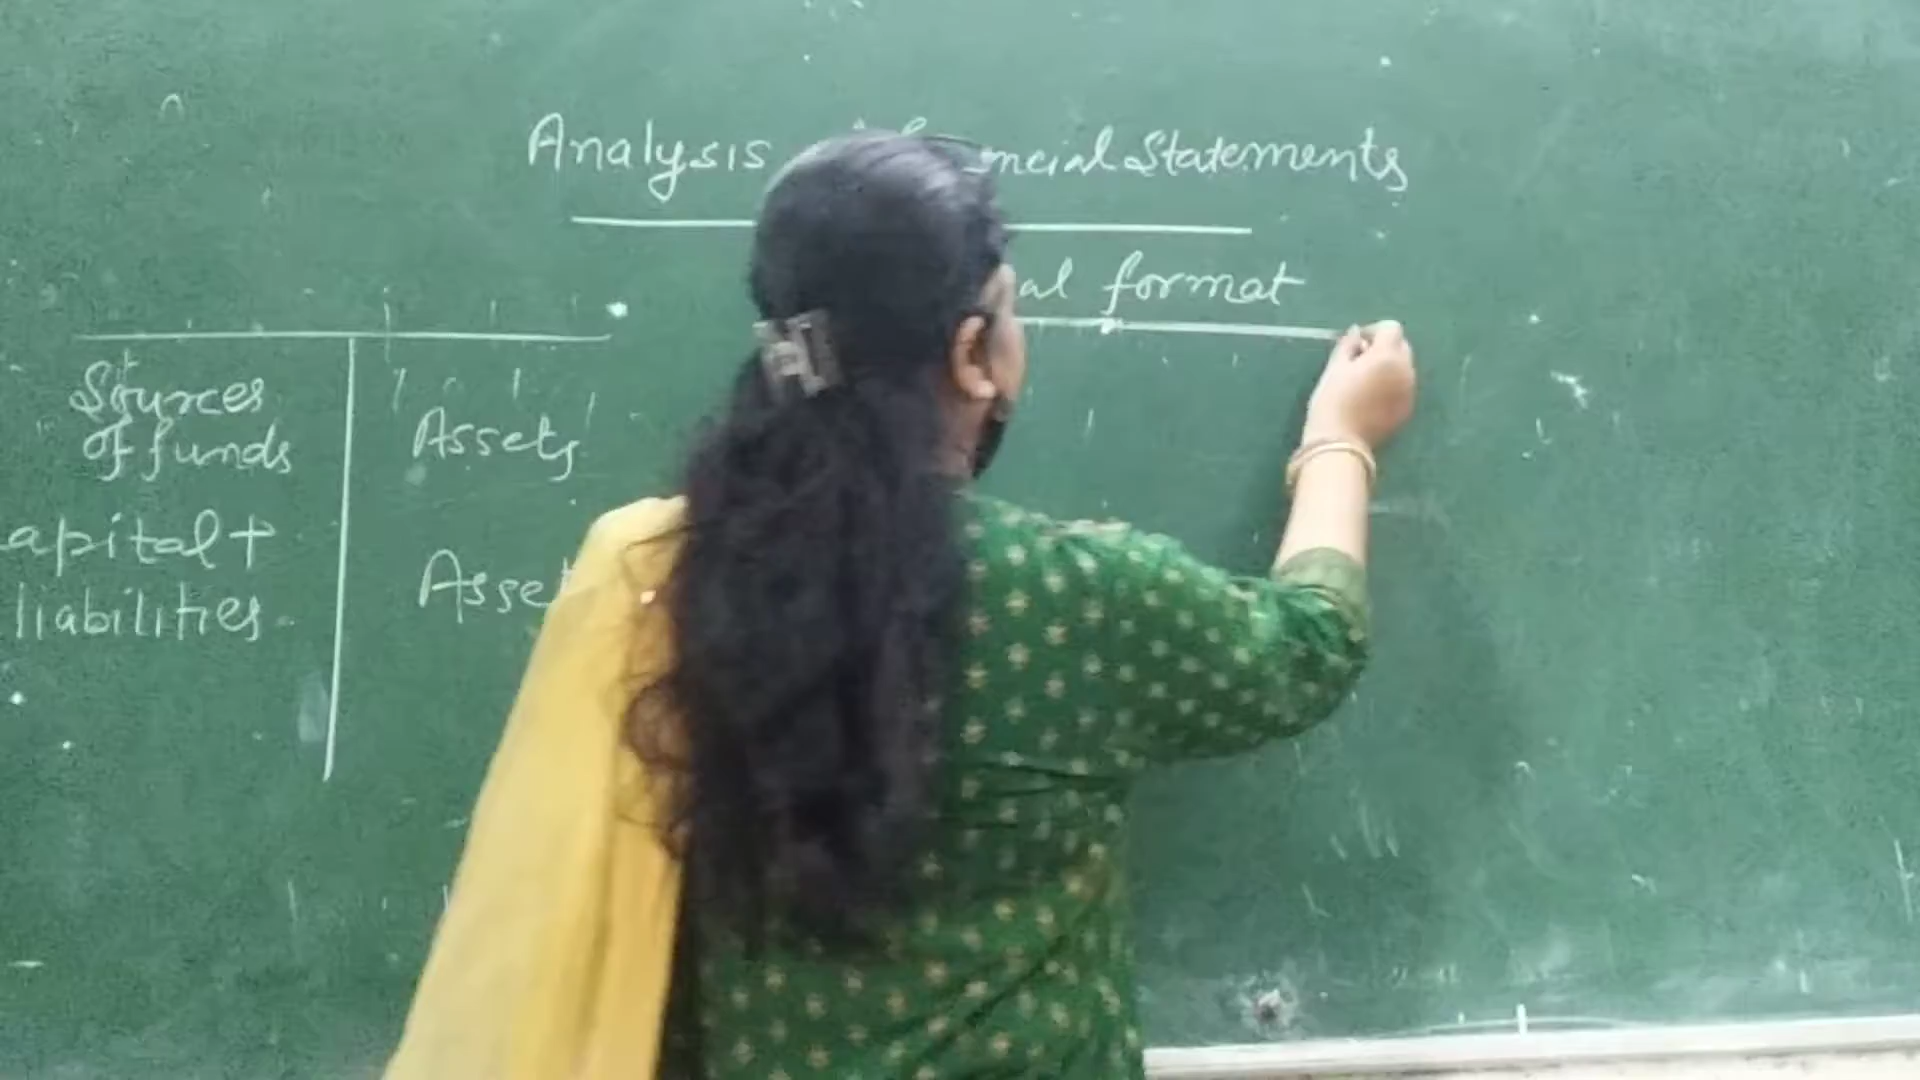 Analysis ncial Statements
al format
Sources
of funds
Assets
apital +
liabilities
Asse